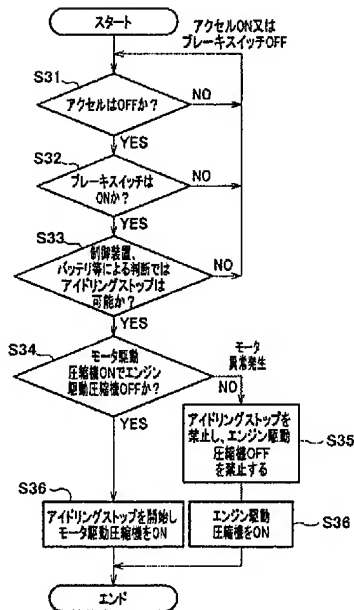 スタート
アクセルON又は
ブレーキスイッチOFF
S31
アクセルはOFFか?
NO
YES
S32
ブレーキスイッチは
ONか?
NO
YES
S33
制御装置、
バッテリ等による判断では
アイドリングストップは
可能か?
NO
YES
S34
モータ駆動
圧縮機ONでエンジン
駆動圧縮機OFFか?
モータ
異常発生
NO
YES
アイドリングストップを
禁止し、エンジン駆動
圧縮機OFF
を禁止する
S35
S36
アイドリングストップを開始し
モータ駆動圧縮機をON
エンジン駆動
圧縮機をON
S36
エンド